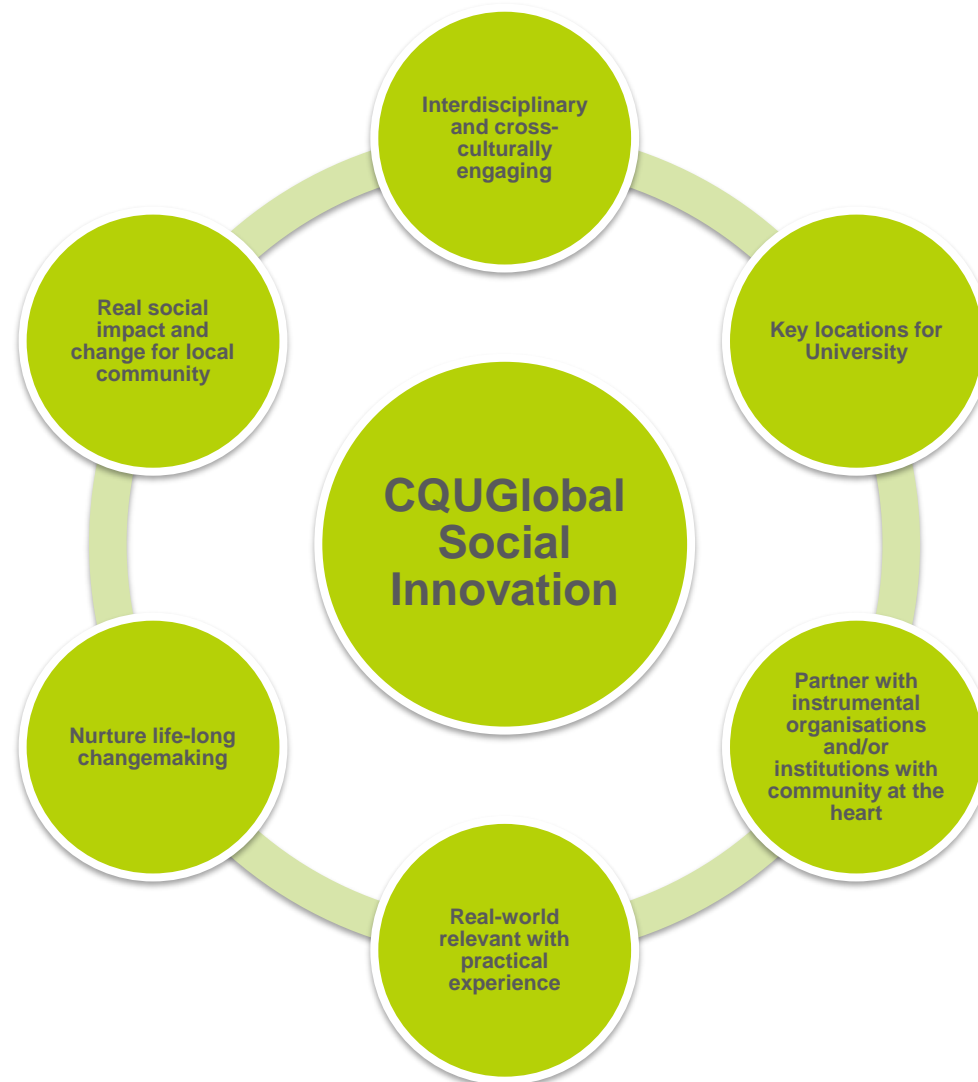 Interdisciplinary
and cross-
culturally
engaging
Key locations for
University
Partner with
instrumental
organisations
and/or
institutions with
community at the
heart
Real-world
relevant with
practical
experience
Nurture life-long
changemaking
Real social
impact and
change for local
community
CQUGlobal
Social
Innovation